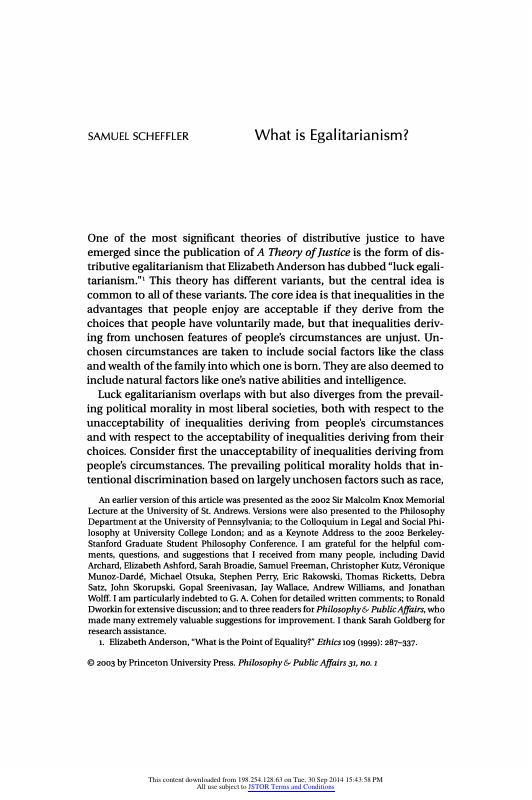 SAMUEL SCHEFFLER What is Egalitarianism?
One of the most significant theories of distributive justice to have
emerged since the publication of A Theory of Justice is the form of dis-
tributive egalitarianism that Elizabeth Anderson has dubbed “luck egali-
tarianism.”1 This theory has different variants, but the central idea is
common to all of these variants. The core idea is that inequalities in the
advantages that people enjoy are acceptable if they derive from the
choices that people have voluntarily made, but that inequalities deriv-
ing from unchosen features of people’s circumstances are unjust. Un-
chosen circumstances are taken to include social factors like the class
and wealth of the family into which one is born. They are also deemed to
include natural factors like one’s native abilities and intelligence.
Luck egalitarianism overlaps with but also diverges from the prevail-
ing political morality in most liberal societies, both with respect to the
unacceptability of inequalities deriving from people’s circumstances
and with respect to the acceptability of inequalities deriving from their
choices. Consider first the unacceptability of inequalities deriving from
people’s circumstances. The prevailing political morality holds that in-
tentional discrimination based on largely unchosen factors such as race,
An earlier version of this article was presented as the 2002 Sir Malcolm Knox Memorial
Lecture at the University of St. Andrews. Versions were also presented to the Philosophy
Department at the University of Pennsylvania; to the Colloquium in Legal and Social Phi-
losophy at University College London; and as a Keynote Address to the 2002 Berkeley-
Stanford Graduate Student Philosophy Conference. I am grateful for the helpful com-
ments, questions, and suggestions that I received from many people, including David
Archard, Elizabeth Ashford, Sarah Broadie, Samuel Freeman, Christopher Kutz, Véronique
Munoz-Dardé, Michael Otsuka, Stephen Perry, Eric Rakowski, Thomas Ricketts, Debra
Satz, John Skorupski, Gopal Sreenivasan, Jay Wallace, Andrew Williams, and Jonathan
Wolff. I am particularly indebted to G. A. Cohen for detailed written comments; to Ronald
Dworkin for extensive discussion; and to three readers for Philosophy & Public Affairs, who
made many extremely valuable suggestions for improvement. I thank Sarah Goldberg for
research assistance.
1. Elizabeth Anderson, “What is the Point of Equality?” Ethics 109 (1999): 287–337.
© 2003 by Princeton University Press. Philosophy & Public Affairs 31, no. 1
This content downloaded from 198.254.128.63 on Tue, 30 Sep 2014 15:43:58 PM
All use subject to JSTOR Terms and Conditions